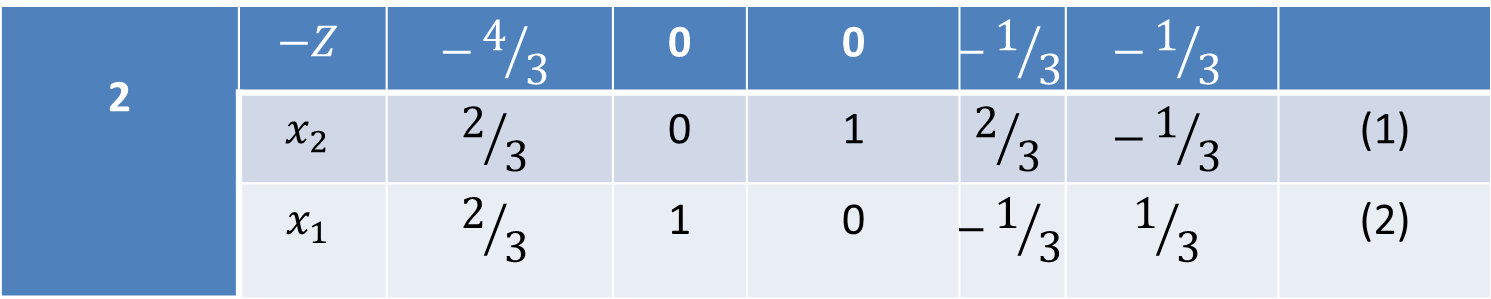 2 −Z − 4/3 0 0 − 1/3 − 1/3
x₂ 2/3 0 1 2/3 − 1/3 (1)
x₁ 2/3 1 0 − 1/3 1/3 (2)